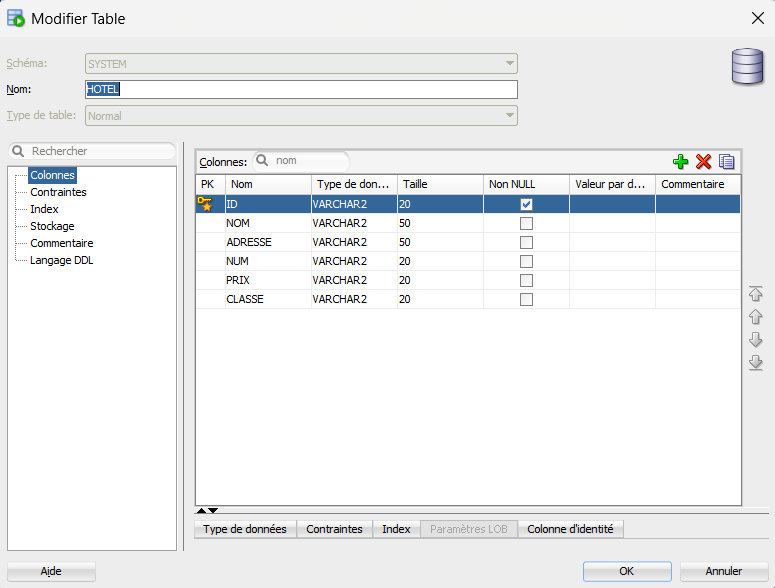 Modifier Table
Schéma: SYSTEM
Nom: HOTEL
Type de table: Normal
Rechercher
Colonnes
Contraintes
Index
Stockage
Commentaire
Langage DDL
Colonnes: nom
PK Nom Type de don... Taille Non NULL Valeur par d... Commentaire
ID VARCHAR2 20
NOM VARCHAR2 50
ADRESSE VARCHAR2 50
NUM VARCHAR2 20
PRIX VARCHAR2 20
CLASSE VARCHAR2 20
Type de données Contraintes Index Paramètres LOB Colonne d'identité
Aide OK Annuler